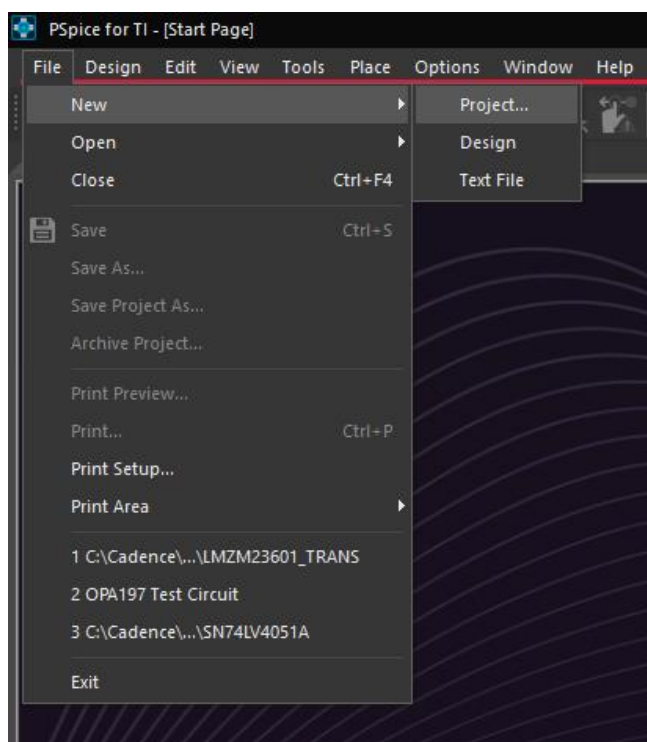 PSpice for TI - [Start Page]
File Design Edit View Tools Place Options Window Help
New
Project...
Open
Design
Close Ctrl+F4
Text File
Save Ctrl+S
Save As...
Save Project As...
Archive Project...
Print Preview...
Print... Ctrl+P
Print Setup...
Print Area
1 C:\Cadence\...\LMZM23601_TRANS
2 OPA197 Test Circuit
3 C:\Cadence\...\SN74LV4051A
Exit